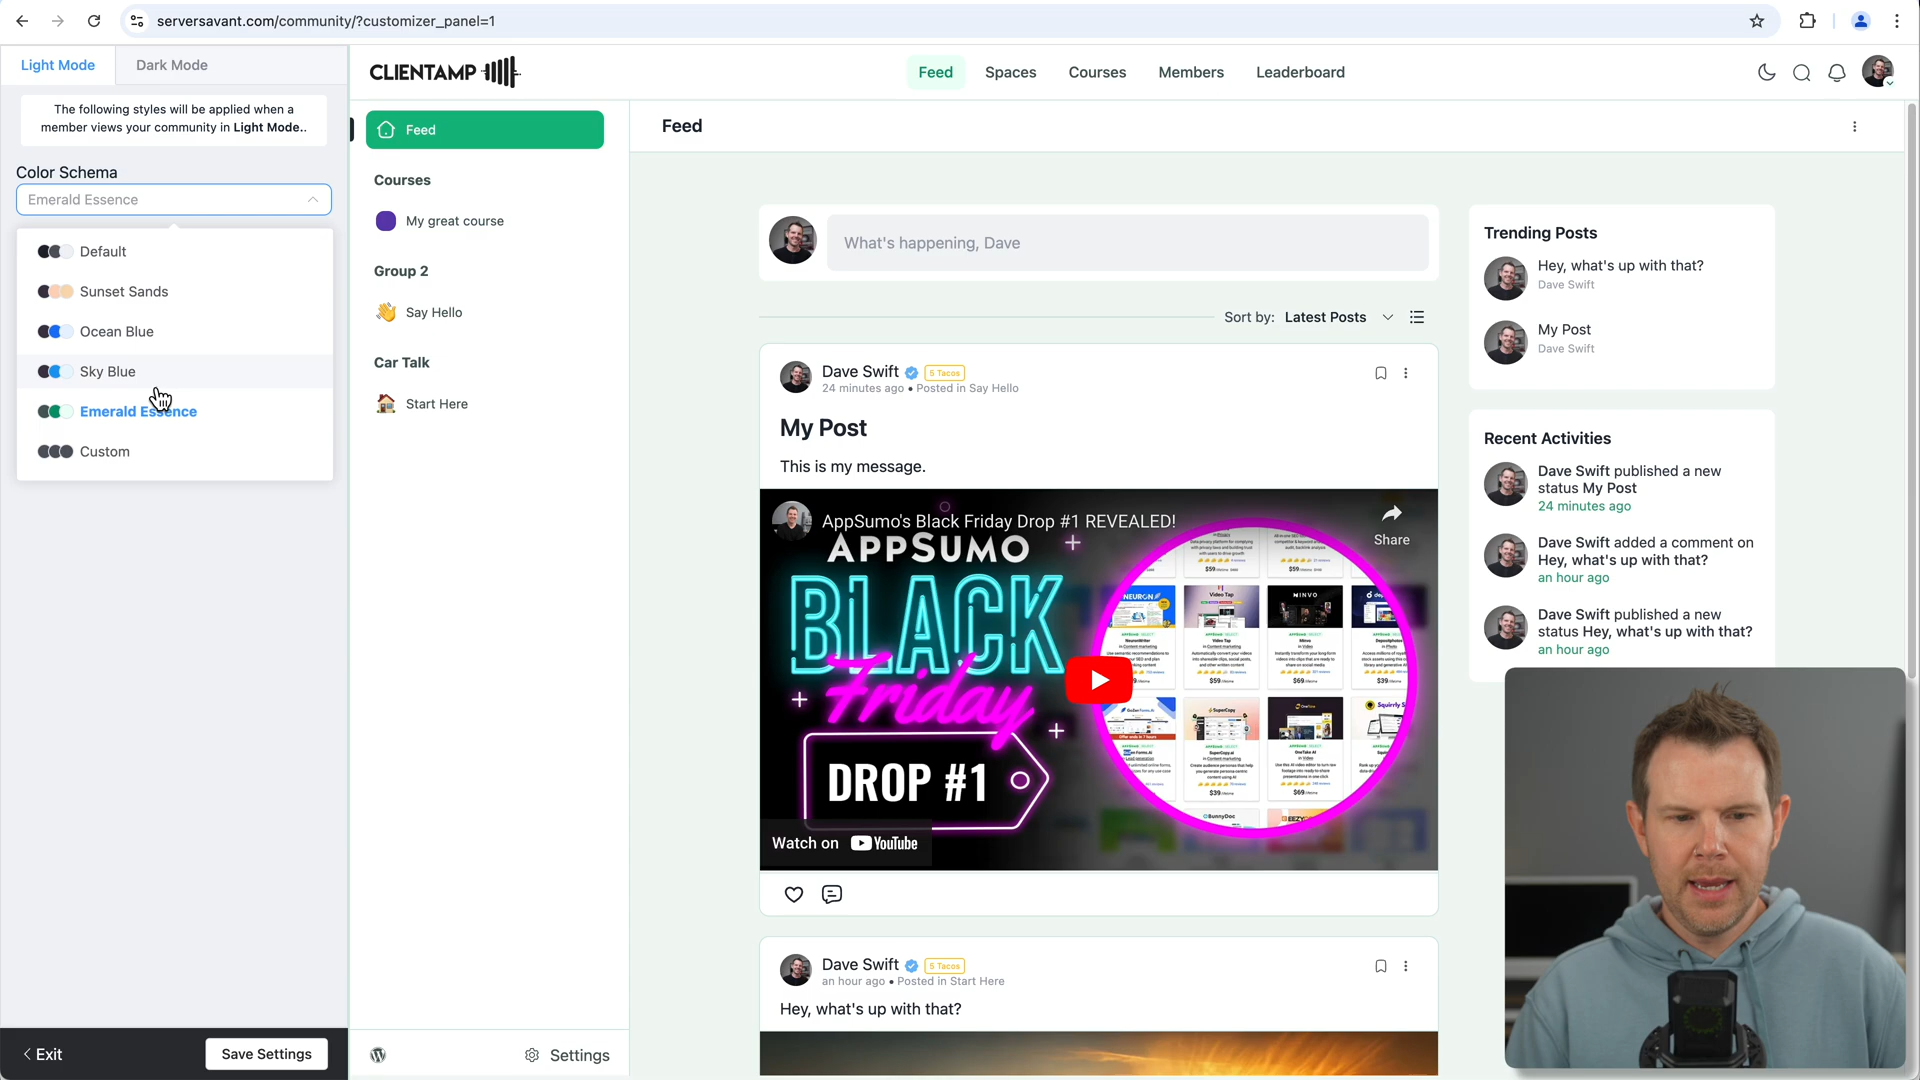 serversavant.com/community/?customizer_panel=1
Light Mode
Dark Mode
The following styles will be applied when a
member views your community in Light Mode..
Color Schema
Emerald Essence
Default
Sunset Sands
Ocean Blue
Sky Blue
Emerald Essence
Custom
Exit
Save Settings
CLIENTAMP
Feed
Spaces
Courses
Members
Leaderboard
Feed
Courses
My great course
Group 2
Say Hello
Car Talk
Start Here
Settings
Feed
What's happening, Dave
Sort by: Latest Posts
Dave Swift 5 Tacos
24 minutes ago • Posted in Say Hello
My Post
This is my message.
AppSumo's Black Friday Drop #1 REVEALED!
Share
APPSUMO
BLACK
Friday
DROP #1
Watch on YouTube
Dave Swift 5 Tacos
an hour ago • Posted in Start Here
Hey, what's up with that?
Trending Posts
Hey, what's up with that?
Dave Swift
My Post
Dave Swift
Recent Activities
Dave Swift published a new
status My Post
24 minutes ago
Dave Swift added a comment on
Hey, what's up with that?
an hour ago
Dave Swift published a new
status Hey, what's up with that?
an hour ago